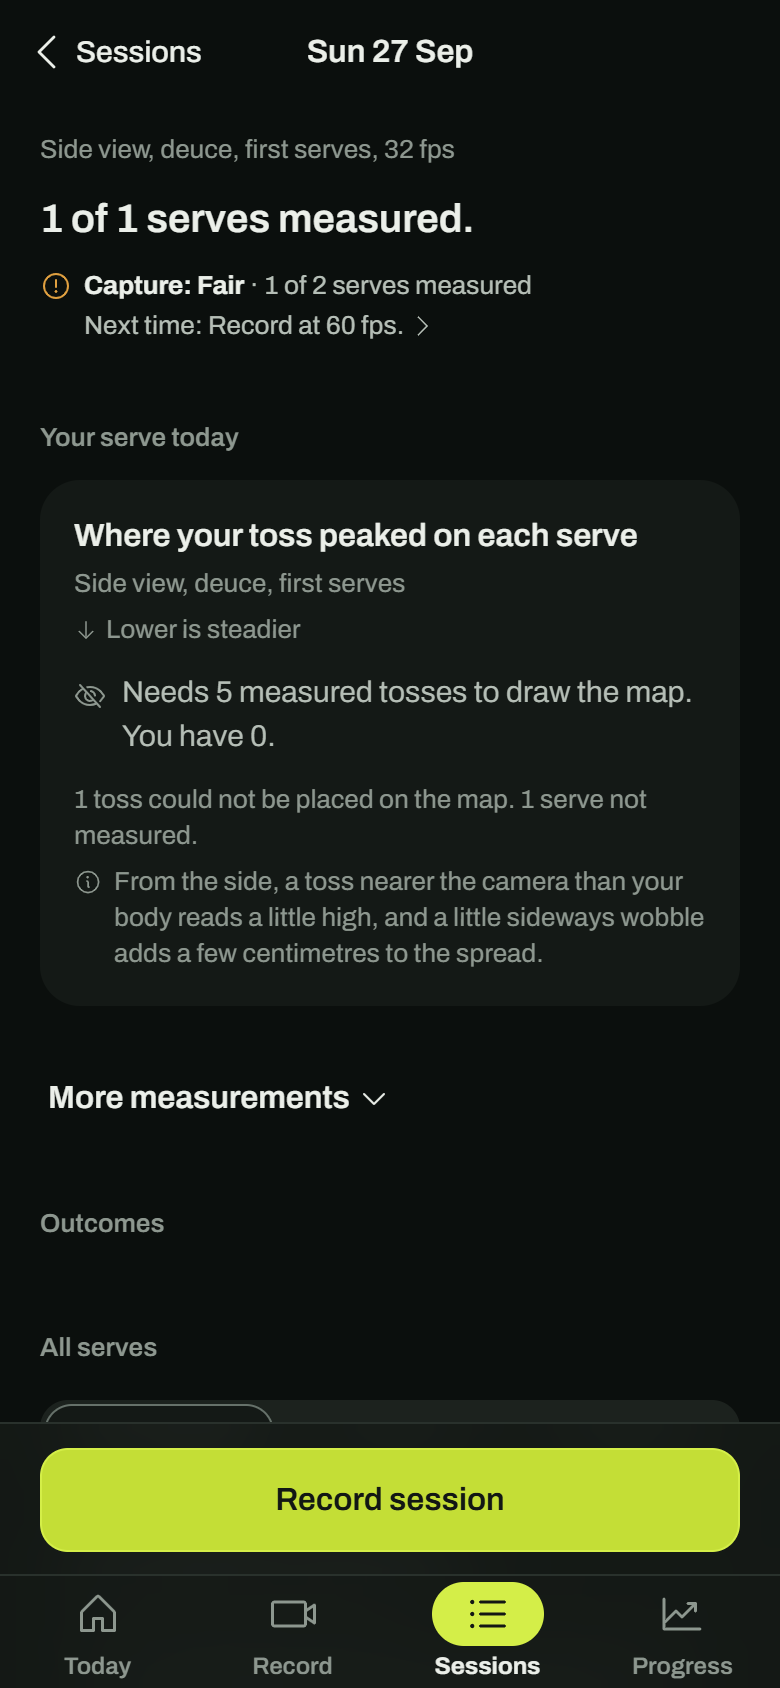 Sessions
Sun 27 Sep
Side view, deuce, first serves, 32 fps
1 of 1 serves measured.
Capture: Fair · 1 of 2 serves measured
Next time: Record at 60 fps.
Your serve today
Where your toss peaked on each serve
Side view, deuce, first serves
Lower is steadier
Needs 5 measured tosses to draw the map.
You have 0.
1 toss could not be placed on the map. 1 serve not
measured.
From the side, a toss nearer the camera than your
body reads a little high, and a little sideways wobble
adds a few centimetres to the spread.
More measurements
Outcomes
All serves
Record session
Today
Record
Sessions
Progress